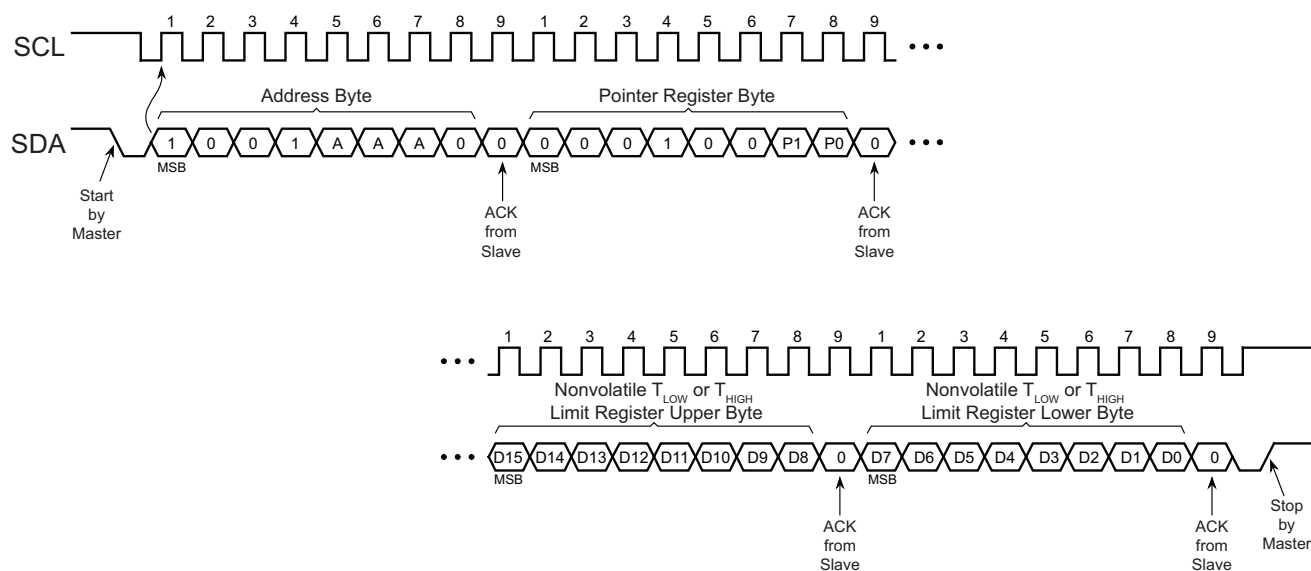 1 2 3 4 5 6 7 8 9 1 2 3 4 5 6 7 8 9
SCL
Address Byte Pointer Register Byte
SDA 1 0 0 1 A A A 0 0 0 0 0 1 0 0 P1 P0 0
MSB MSB
Start
by
Master
ACK
from
Slave
ACK
from
Slave
1 2 3 4 5 6 7 8 9 1 2 3 4 5 6 7 8 9
Nonvolatile TLOW or THIGH
Limit Register Upper Byte
Nonvolatile TLOW or THIGH
Limit Register Lower Byte
D15 D14 D13 D12 D11 D10 D9 D8 0 D7 D6 D5 D4 D3 D2 D1 D0 0
MSB MSB
ACK
from
Slave
ACK
from
Slave
Stop
by
Master